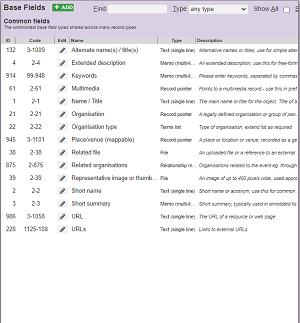 Base Fields + ADD Find Type any type Show All
Common fields
The commonest base field types shared across many record types
ID Code Edit Name Type Description
132 3-1009 Alternate name(s) / title(s) Text (single line) Alternative names or titles, use for simple alter
4 2-4 Extended description Memo (multi-li... An extended description, use this for free-form
914 99-948 Keywords Memo (multi-li... Please enter keywords, separated by commas
61 2-61 Multimedia Record pointer Points to a multimedia record - use this in pref
1 2-1 Name / Title Text (single line) The main name or title for the object. Title of a
21 2-21 Organisation Record pointer A legally defined organisation or group of peo
22 2-22 Organisation type Terms list Type of organisation, extend list as required
945 3-1101 Place/venue (mappable) Record pointer A place or location or venue, recorded as a ge
38 2-38 Related file File An uploaded file or a reference to an external
875 2-875 Related organisations Relationship m... Organisations related to the event eg. through
39 2-39 Representative image or thumb... File An image of up to 400 pixels wide, used appro
2 2-2 Short name Text (single line) Short name or acronym, use this for common
3 2-3 Short summary Memo (multi-li... Short summary, typically used in annotated lis
986 3-1058 URL Text (single line) The URL of a resource or web page
228 1125-108 URLs Text (single line) Links to external URLs